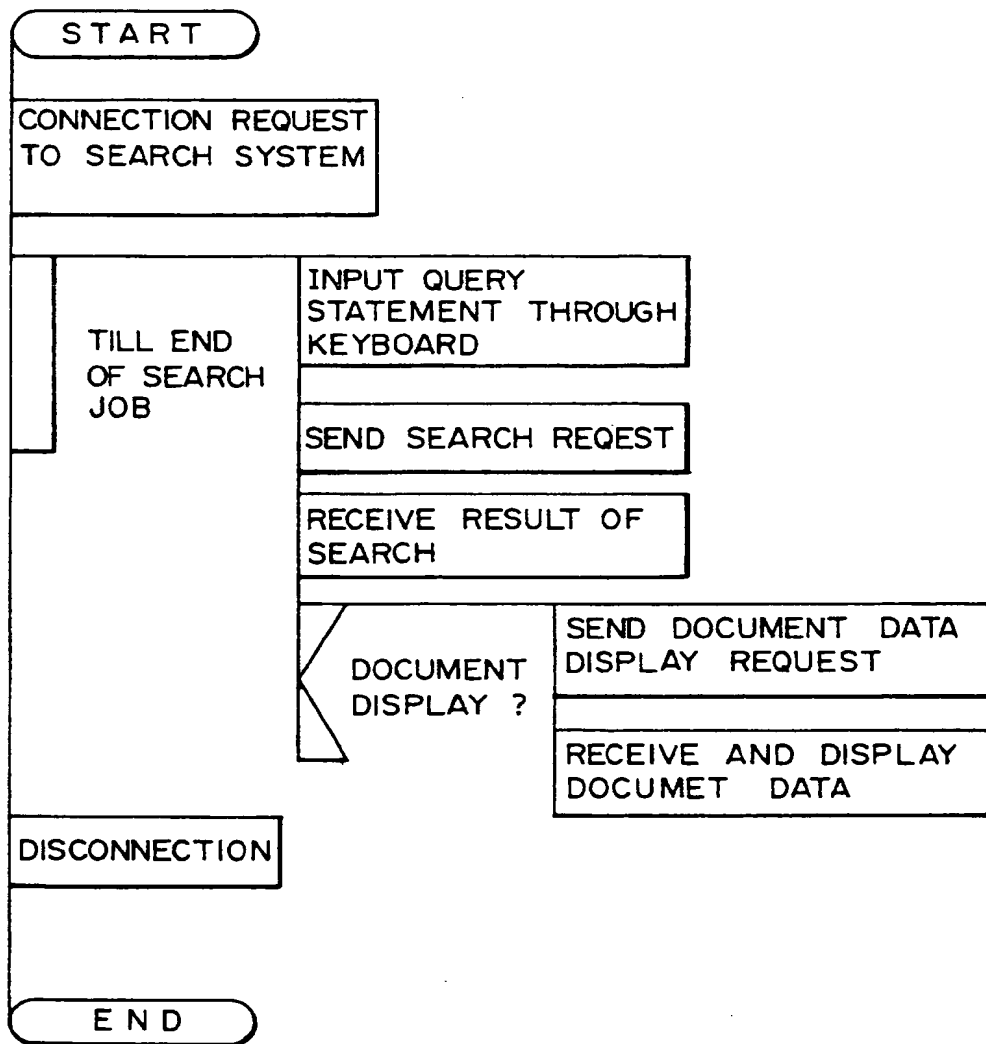 START
CONNECTION REQUEST
TO SEARCH SYSTEM
TILL END
OF SEARCH
JOB
INPUT QUERY
STATEMENT THROUGH
KEYBOARD
SEND SEARCH REQEST
RECEIVE RESULT OF
SEARCH
DOCUMENT
DISPLAY ?
SEND DOCUMENT DATA
DISPLAY REQUEST
RECEIVE AND DISPLAY
DOCUMET DATA
DISCONNECTION
END